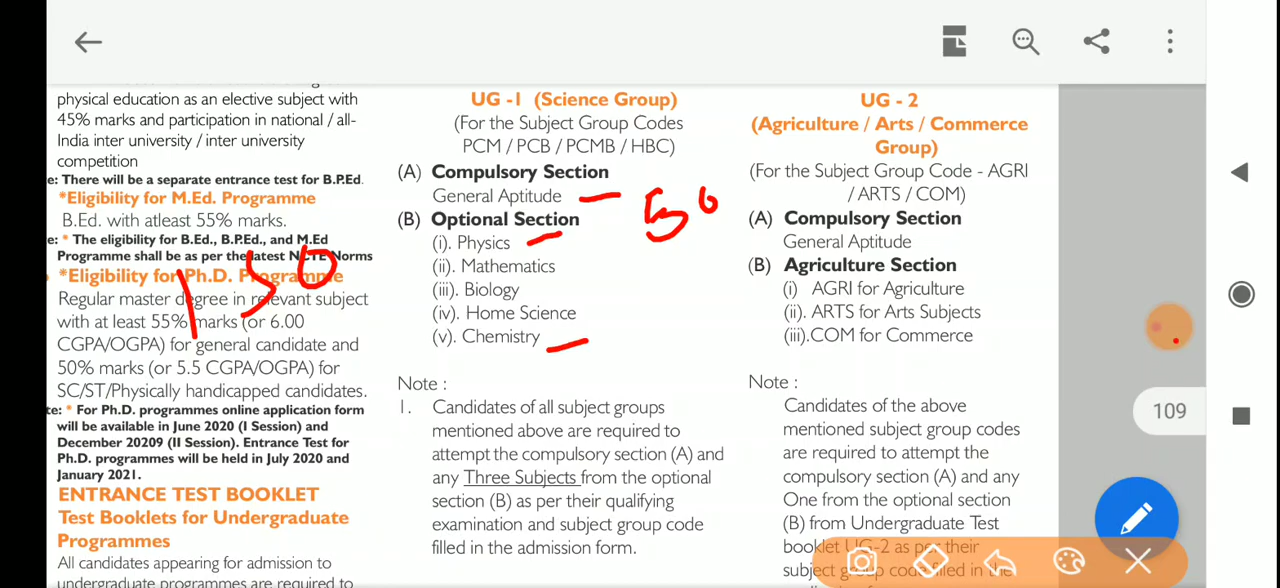 physical education as an elective subject with
45% marks and participation in national / all-
India inter university / inter university
competition
e: There will be a separate entrance test for B.P.Ed.
*Eligibility for M.Ed. Programme
B.Ed. with atleast 55% marks.
e: * The eligibility for B.Ed., B.P.Ed., and M.Ed
Programme shall be as per the latest NCTE Norms
*Eligibility for Ph.D. Programme
Regular master degree in relevant subject
with at least 55% marks (or 6.00
CGPA/OGPA) for general candidate and
50% marks (or 5.5 CGPA/OGPA) for
SC/ST/Physically handicapped candidates.
te: * For Ph.D. programmes online application form
will be available in June 2020 (I Session) and
December 20209 (II Session). Entrance Test for
Ph.D. programmes will be held in July 2020 and
January 2021.
ENTRANCE TEST BOOKLET
Test Booklets for Undergraduate
Programmes
All candidates appearing for admission to
undergraduate programmes are required to
150
UG -1 (Science Group)
(For the Subject Group Codes
PCM / PCB / PCMB / HBC)
(A) Compulsory Section
General Aptitude
50
(B) Optional Section
(i). Physics
(ii). Mathematics
(iii). Biology
(iv). Home Science
(v). Chemistry
Note :
1. Candidates of all subject groups
mentioned above are required to
attempt the compulsory section (A) and
any Three Subjects from the optional
section (B) as per their qualifying
examination and subject group code
filled in the admission form.
UG - 2
(Agriculture / Arts / Commerce
Group)
(For the Subject Group Code - AGRI
/ ARTS / COM)
(A) Compulsory Section
General Aptitude
(B) Agriculture Section
(i) AGRI for Agriculture
(ii). ARTS for Arts Subjects
(iii).COM for Commerce
Note :
Candidates of the above
mentioned subject group codes
are required to attempt the
compulsory section (A) and any
One from the optional section
(B) from Undergraduate Test
booklet UG-2 as per their
subject group code filled in the
109